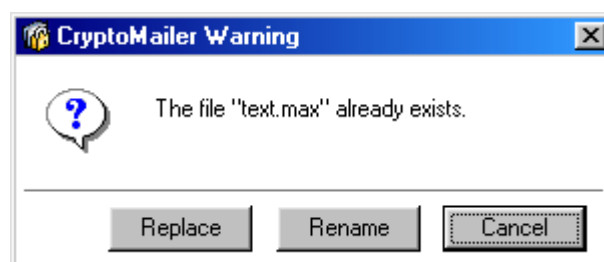 CryptoMailer Warning
The file "text.max" already exists.
Replace Rename Cancel